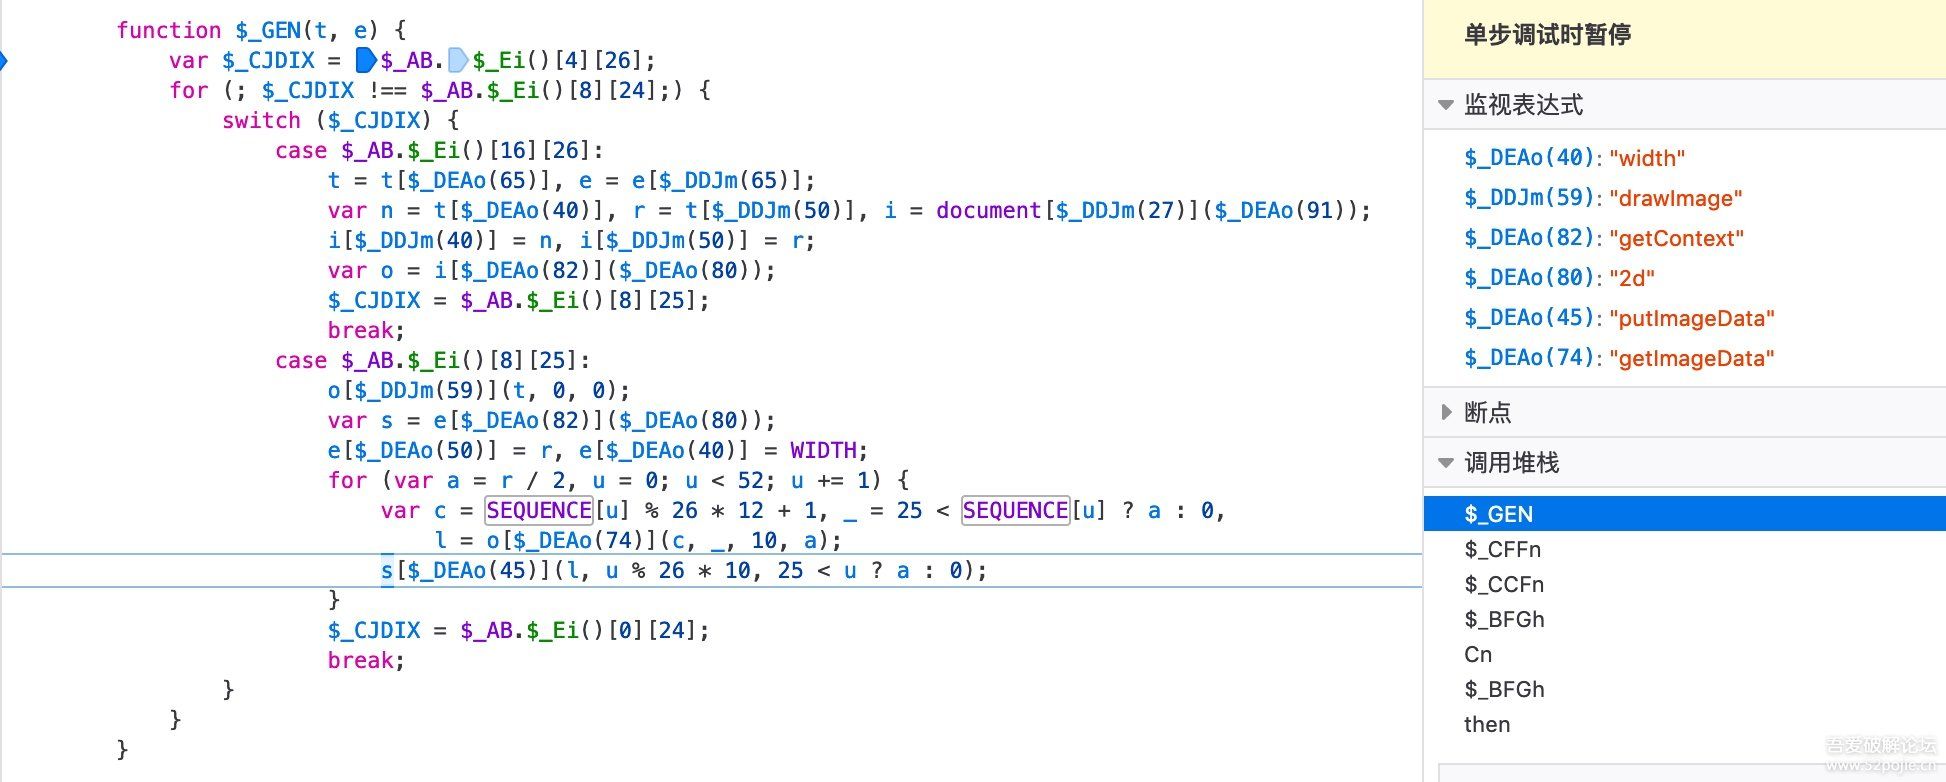 function $_GEN(t, e) {
var $_CJDIX = $_AB.$_Ei()[4][26];
for (; $_CJDIX !== $_AB.$_Ei()[8][24];) {
switch ($_CJDIX) {
case $_AB.$_Ei()[16][26]:
t = t[$_DEAo(65)], e = e[$_DDJm(65)];
var n = t[$_DEAo(40)], r = t[$_DDJm(50)], i = document[$_DDJm(27)]($_DEAo(91));
i[$_DDJm(40)] = n, i[$_DDJm(50)] = r;
var o = i[$_DEAo(82)]($_DEAo(80));
$_CJDIX = $_AB.$_Ei()[8][25];
break;
case $_AB.$_Ei()[8][25]:
o[$_DDJm(59)](t, 0, 0);
var s = e[$_DEAo(82)]($_DEAo(80));
e[$_DEAo(50)] = r, e[$_DEAo(40)] = WIDTH;
for (var a = r / 2, u = 0; u < 52; u += 1) {
var c = SEQUENCE[u] % 26 * 12 + 1, _ = 25 < SEQUENCE[u] ? a : 0,
l = o[$_DEAo(74)](c, _, 10, a);
s[$_DEAo(45)](l, u % 26 * 10, 25 < u ? a : 0);
}
$_CJDIX = $_AB.$_Ei()[0][24];
break;
}
}
}
单步调试时暂停
监视表达式
$_DEAo(40): "width"
$_DDJm(59): "drawImage"
$_DEAo(82): "getContext"
$_DEAo(80): "2d"
$_DEAo(45): "putImageData"
$_DEAo(74): "getImageData"
断点
调用堆栈
$_GEN
$_CFFn
$_CCFn
$_BFGh
Cn
$_BFGh
then
吾爱破解论坛
www.52pojie.cn